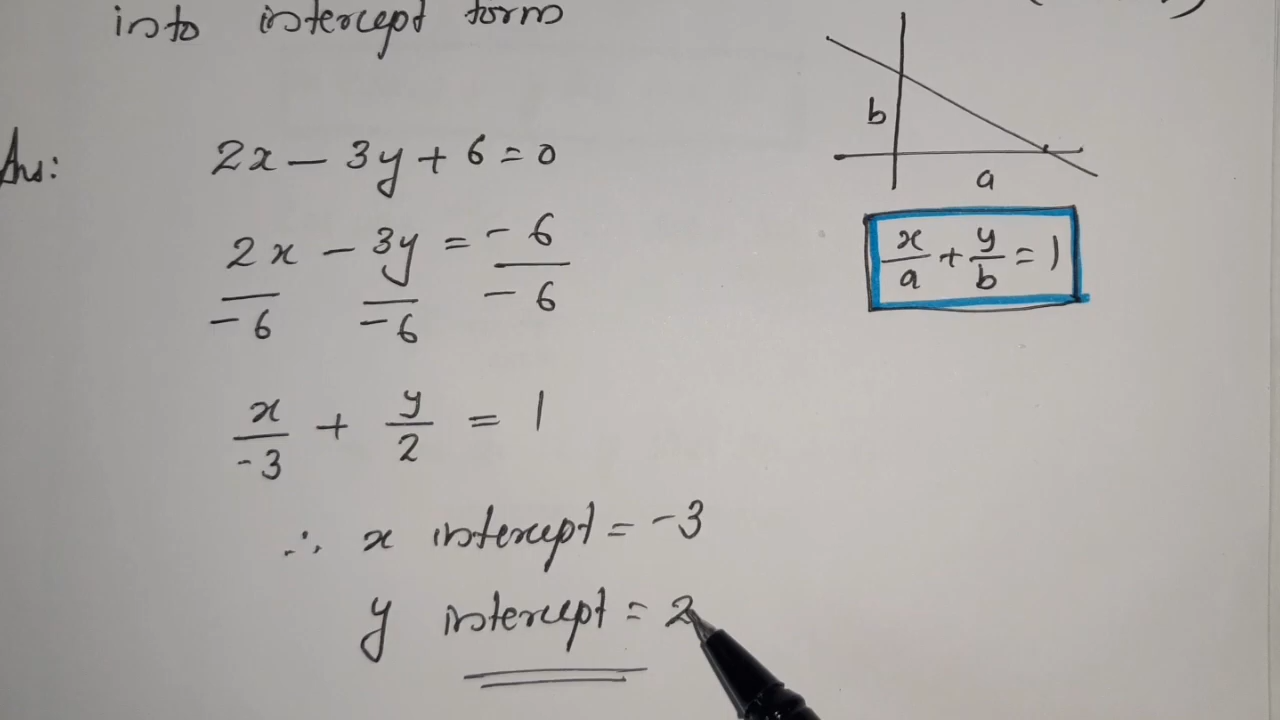 into intercept form
b
a
x/a + y/b = 1
Ans: 2x - 3y + 6 = 0
2x/-6 - 3y/-6 = -6/-6
x/-3 + y/2 = 1
∴ x intercept = -3
y intercept = 2